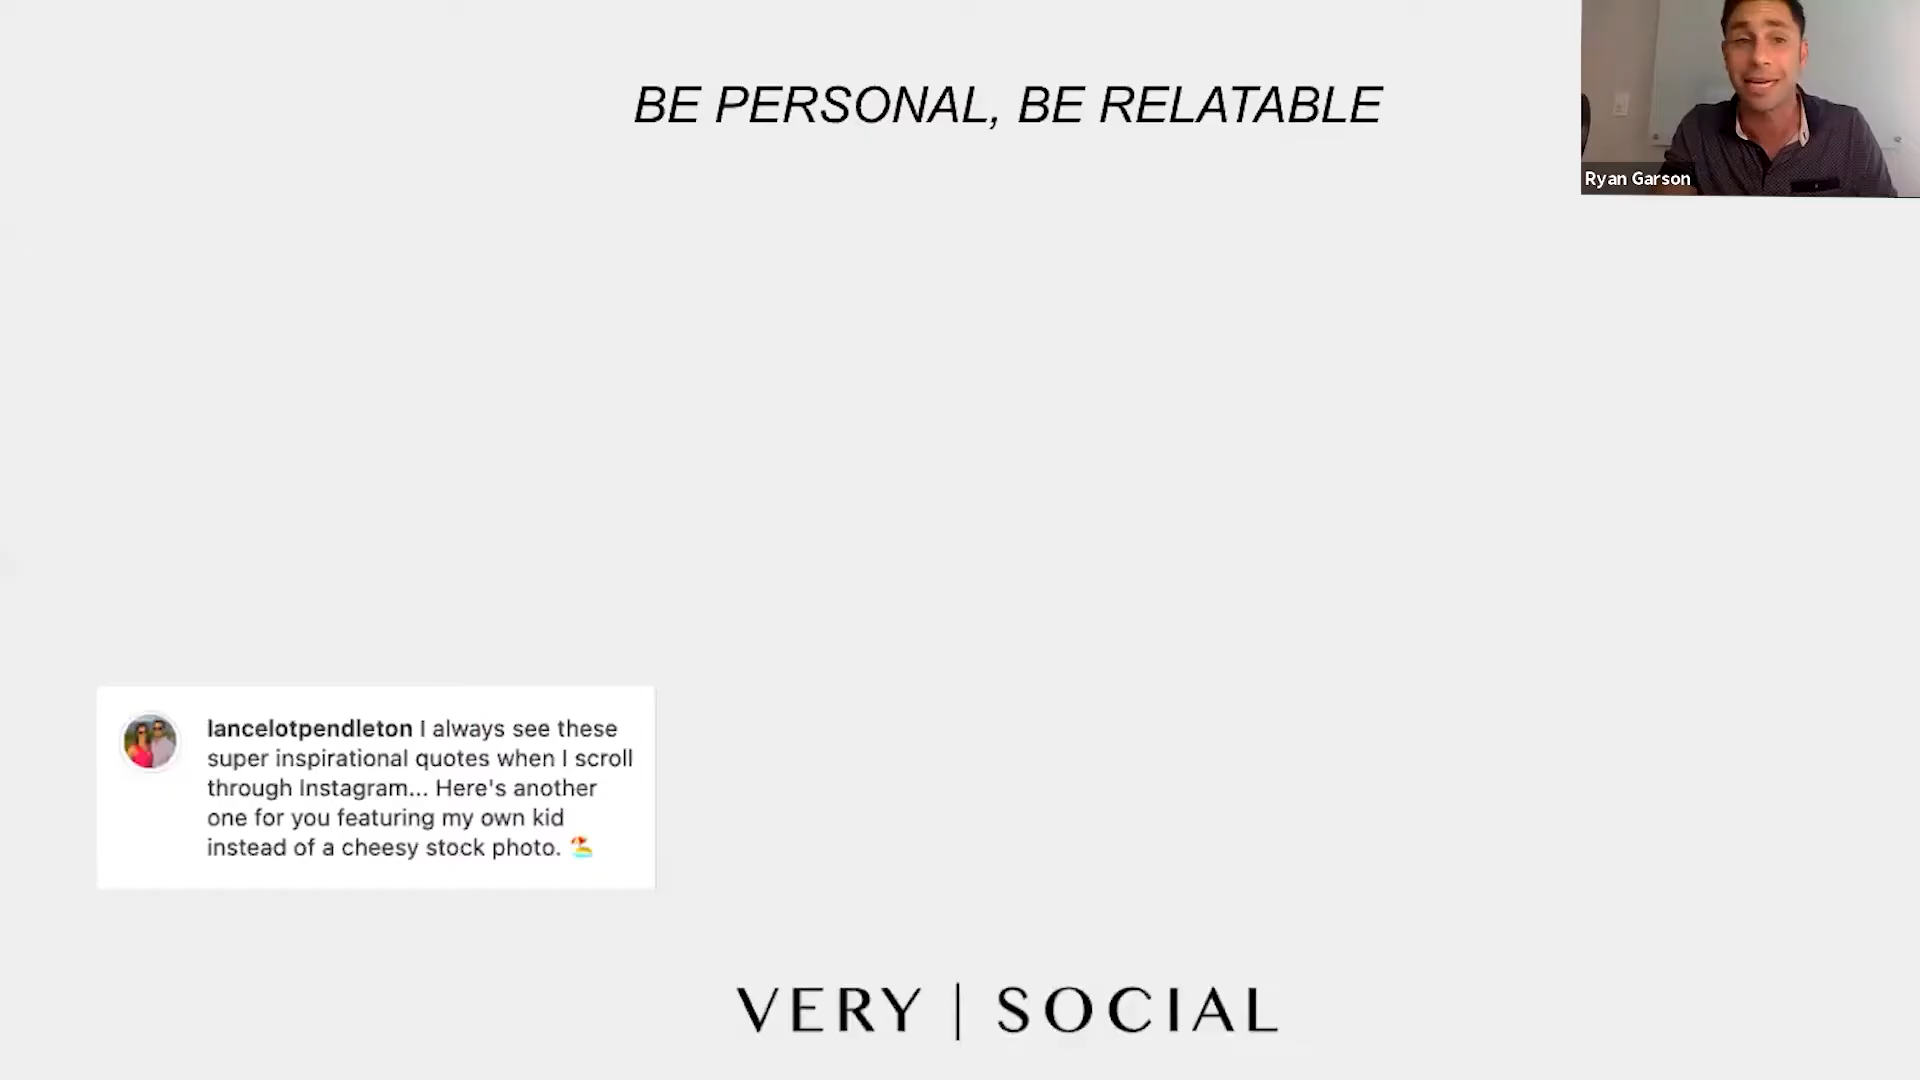 BE PERSONAL, BE RELATABLE
Ryan Garson
lancelotpendleton I always see these
super inspirational quotes when I scroll
through Instagram... Here's another
one for you featuring my own kid
instead of a cheesy stock photo. 🏖️
VERY | SOCIAL